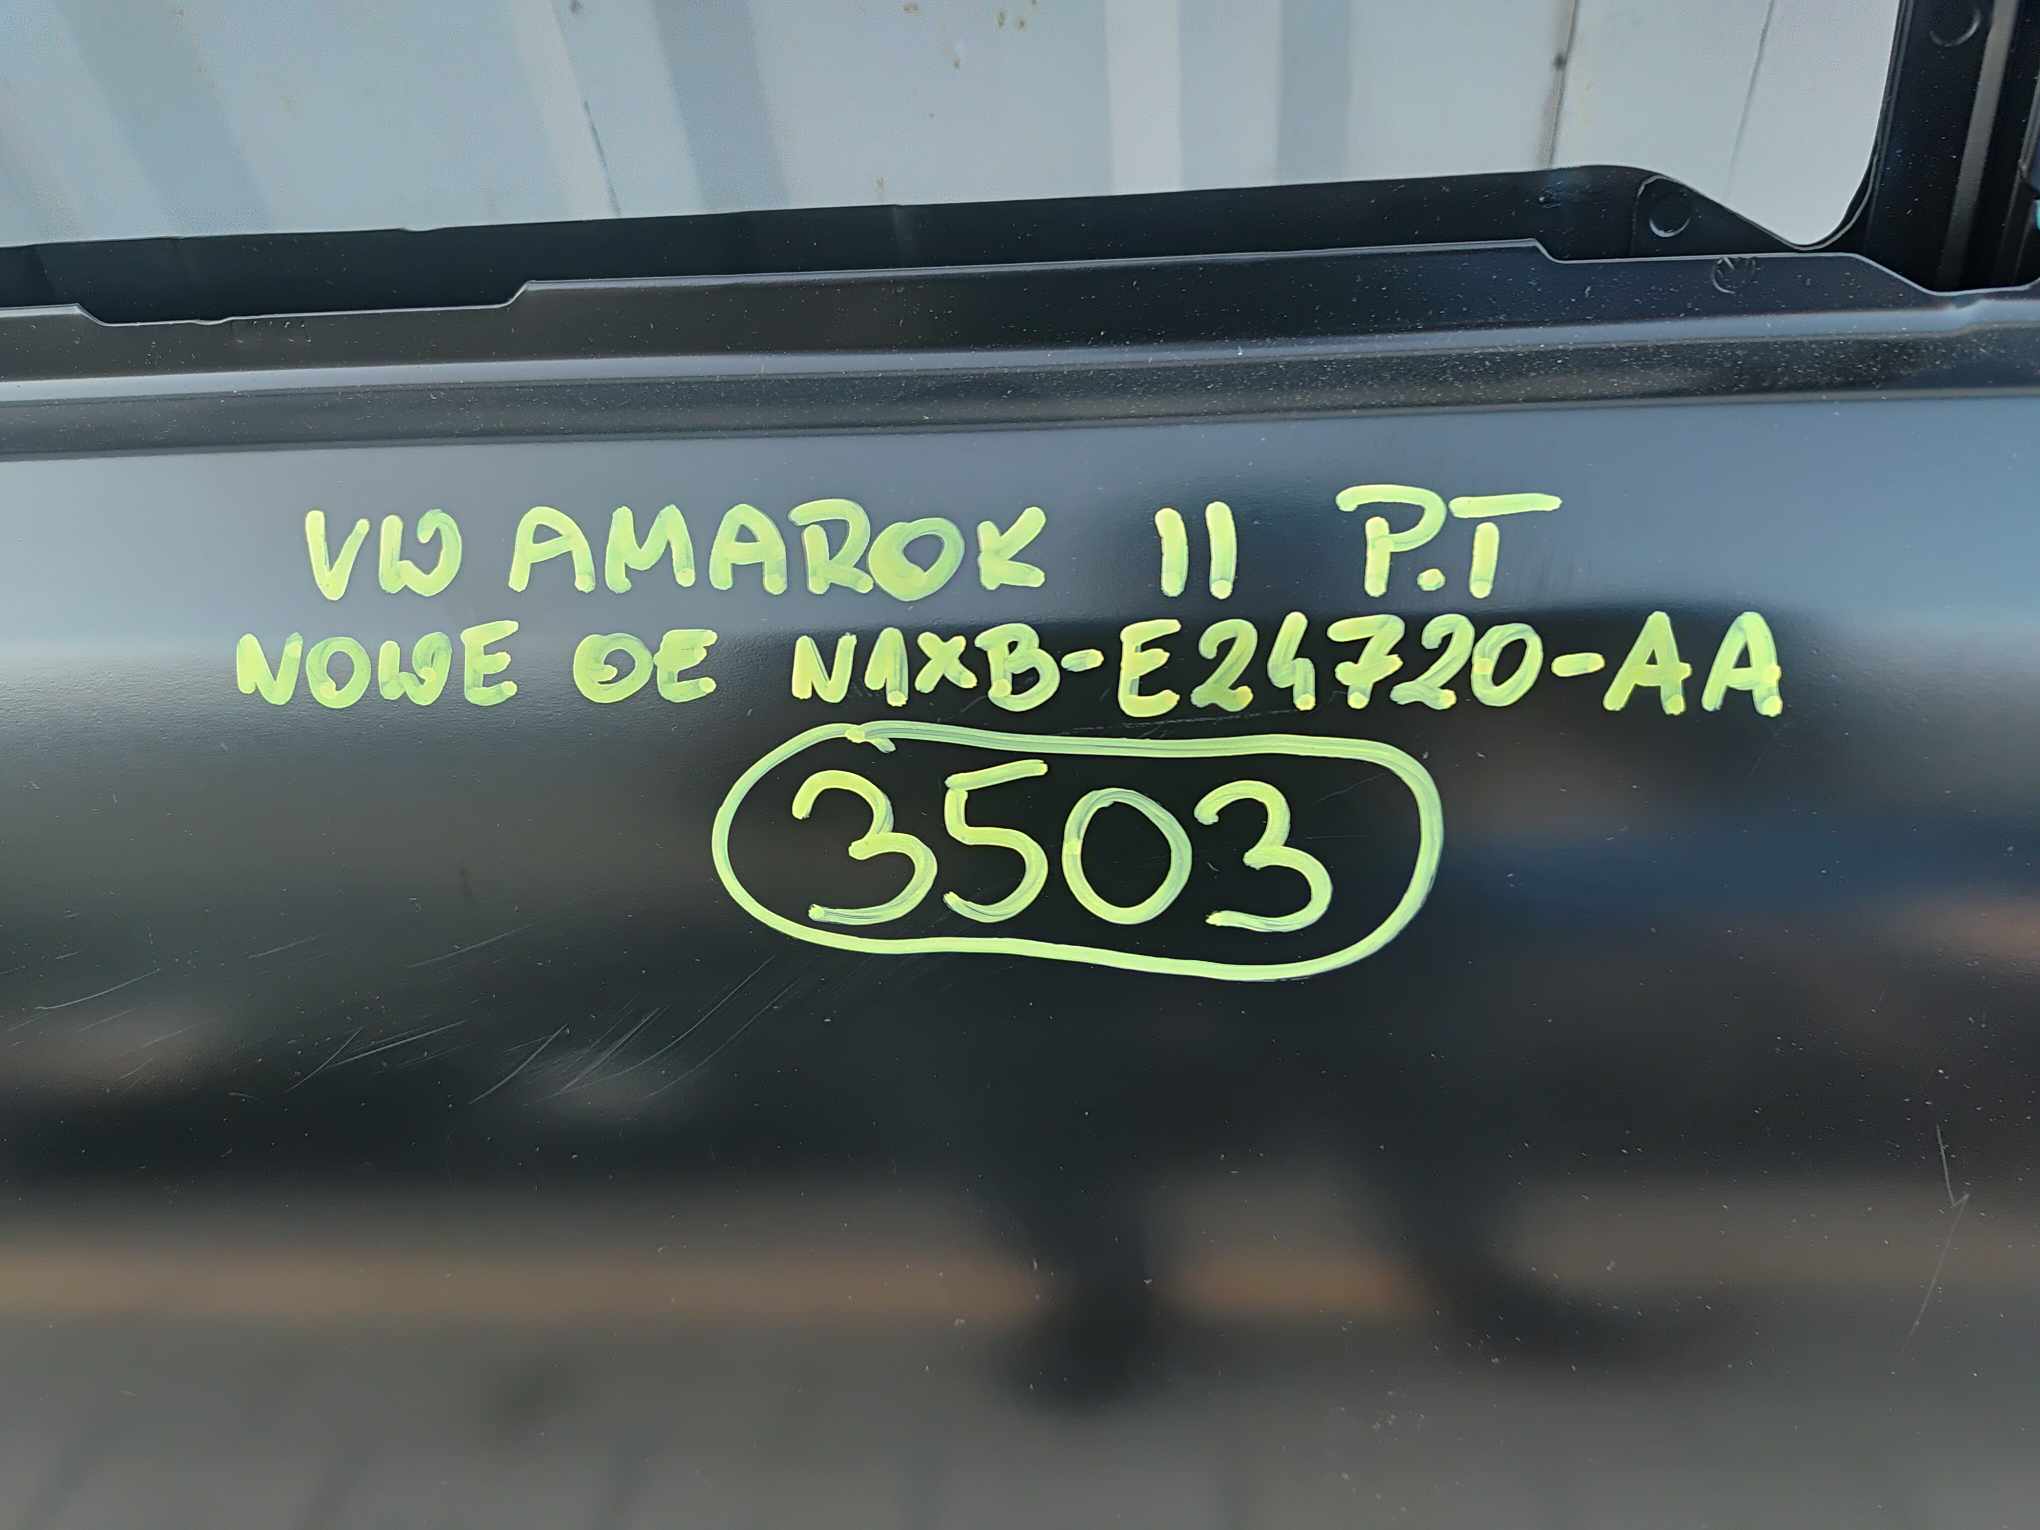 VW AMAROK II P.T
NOWE OE N1XB-E24720-AA
3503